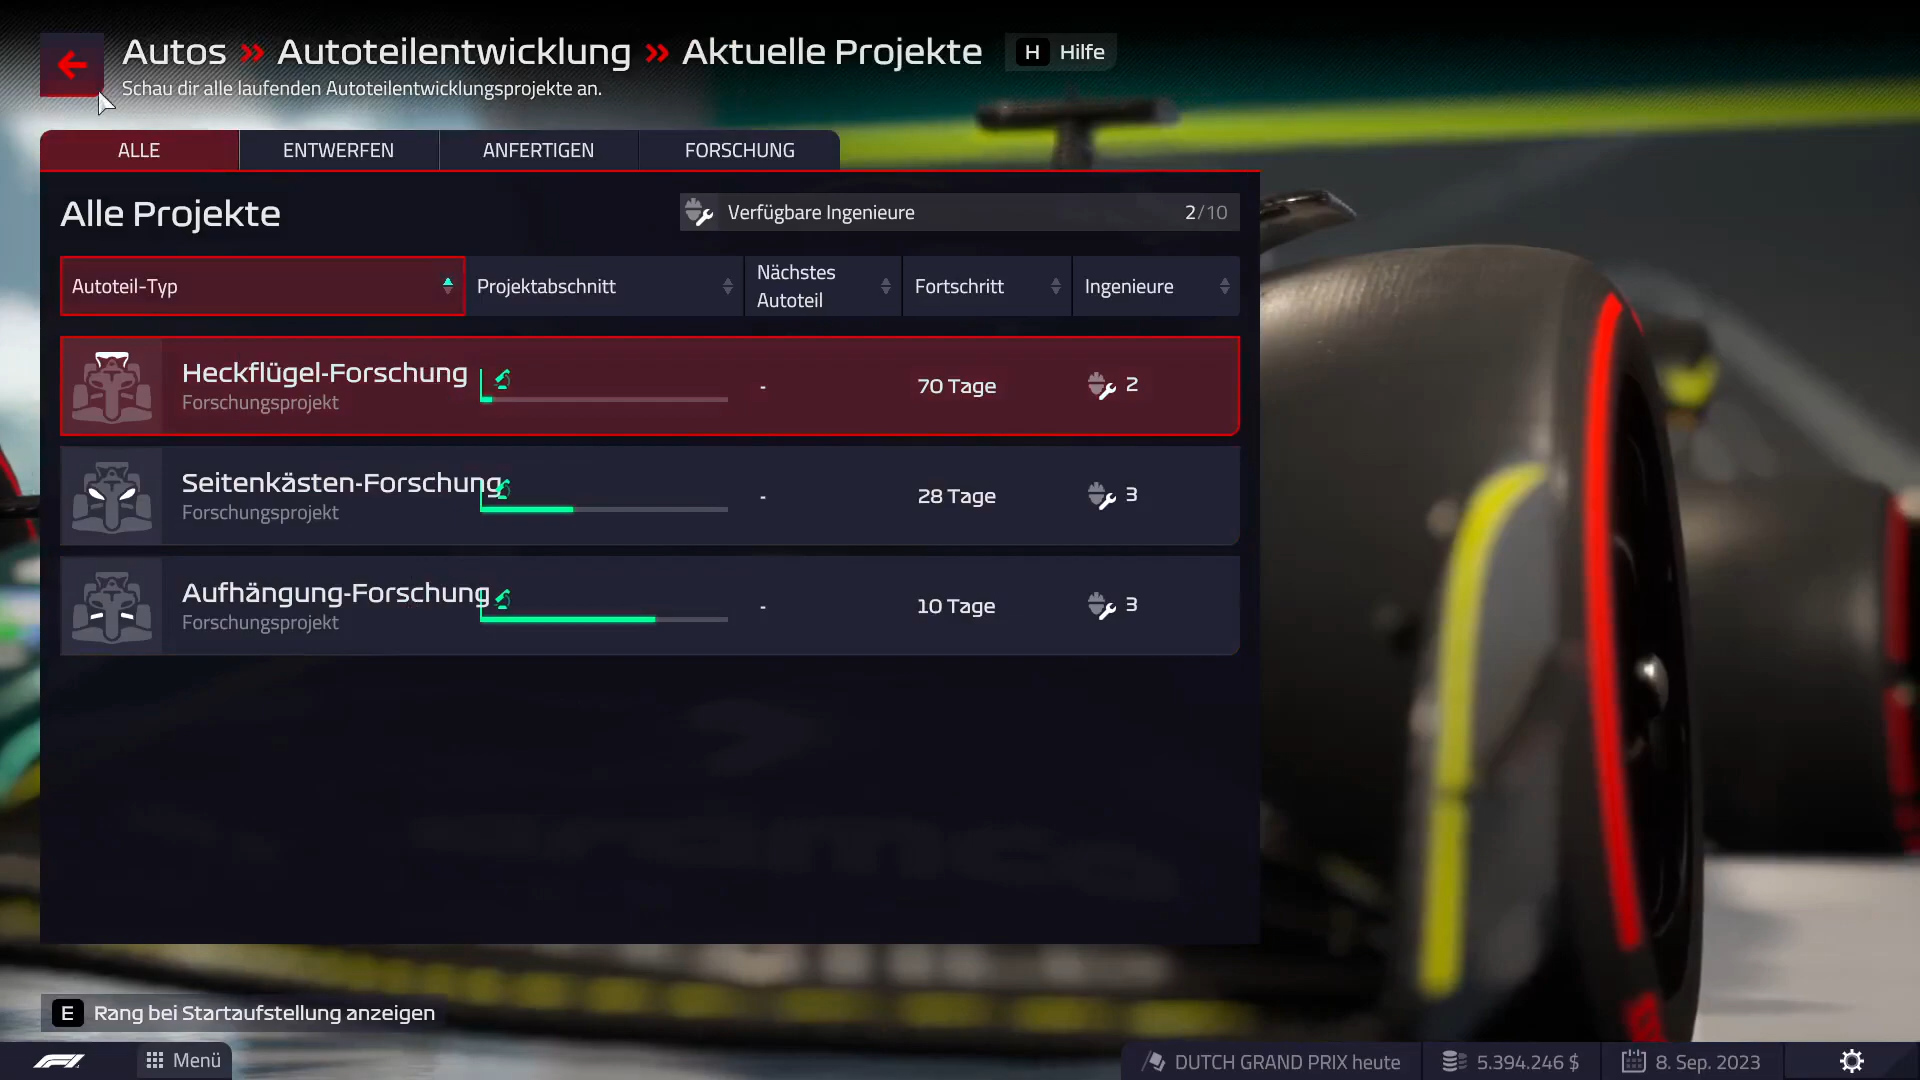 Autos » Autoteilentwicklung » Aktuelle Projekte H Hilfe
Schau dir alle laufenden Autoteilentwicklungsprojekte an.
ALLE ENTWERFEN ANFERTIGEN FORSCHUNG
Alle Projekte
Verfügbare Ingenieure 2/10
Autoteil-Typ Projektabschnitt Nächstes Autoteil Fortschritt Ingenieure
Heckflügel-Forschung - 70 Tage 2
Forschungsprojekt
Seitenkästen-Forschung - 28 Tage 3
Forschungsprojekt
Aufhängung-Forschung - 10 Tage 3
Forschungsprojekt
aramco
E Rang bei Startaufstellung anzeigen
F1 Menü DUTCH GRAND PRIX heute 5.394.246 $ 8. Sep. 2023